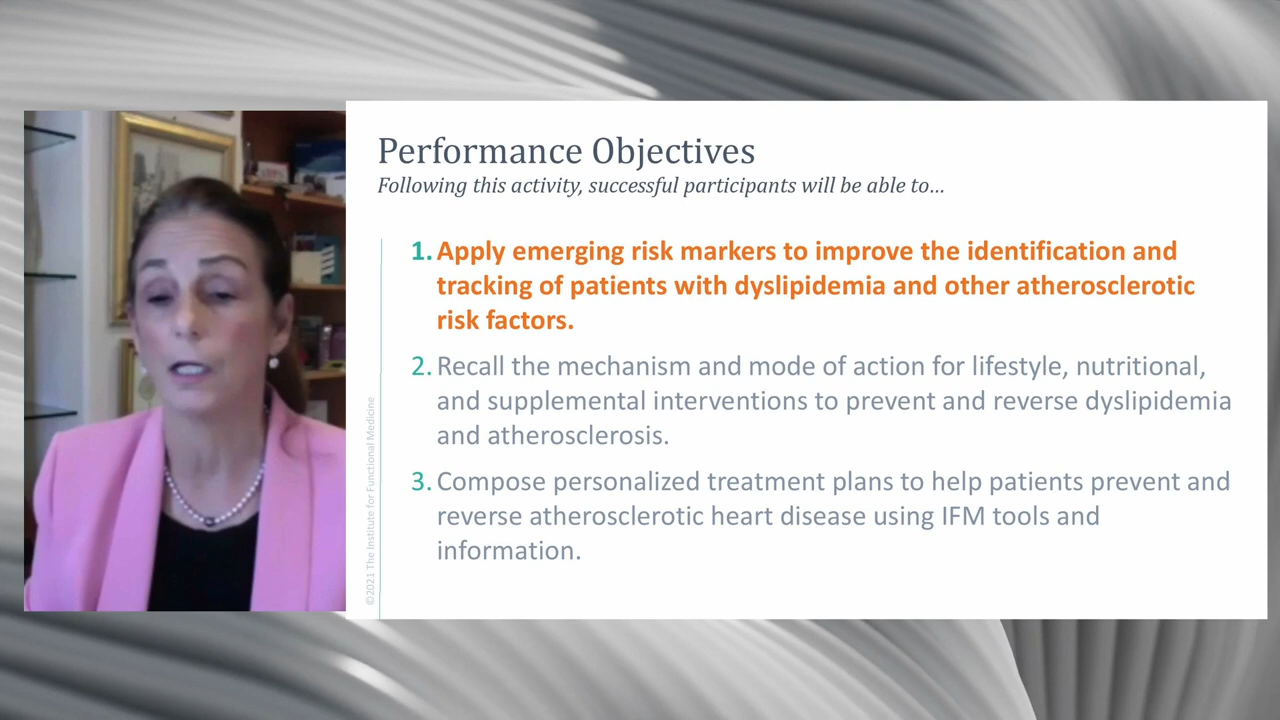 Performance Objectives
Following this activity, successful participants will be able to...
1. Apply emerging risk markers to improve the identification and
tracking of patients with dyslipidemia and other atherosclerotic
risk factors.
2. Recall the mechanism and mode of action for lifestyle, nutritional,
and supplemental interventions to prevent and reverse dyslipidemia
and atherosclerosis.
3. Compose personalized treatment plans to help patients prevent and
reverse atherosclerotic heart disease using IFM tools and
information.
©2021 The Institute for Functional Medicine